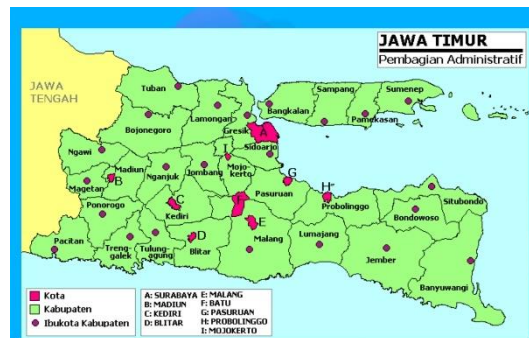 JAWA TIMUR
Pembagian Administratif
JAWA
TENGAH
Tuban
Lamongan
Bojonegoro
Gresik
Bangkalan
Sampang
Pamekasan
Sumenep
A
Sidoarjo
I
Mojo-
kerto
Ngawi
Madiun
B
Magetan
Nganjuk
Jombang
Ponorogo
C
Kediri
F
E
G
Pasuruan
H
Probolinggo
Situbondo
Bondowoso
Pacitan
Treng-
galek
Tulung-
agung
D
Blitar
Malang
Lumajang
Jember
Banyuwangi
Kota
Kabupaten
Ibukota Kabupaten
A: SURABAYA E: MALANG
B: MADIUN F: BATU
C: KEDIRI G: PASURUAN
D: BLITAR H: PROBOLINGGO
I: MOJOKERTO